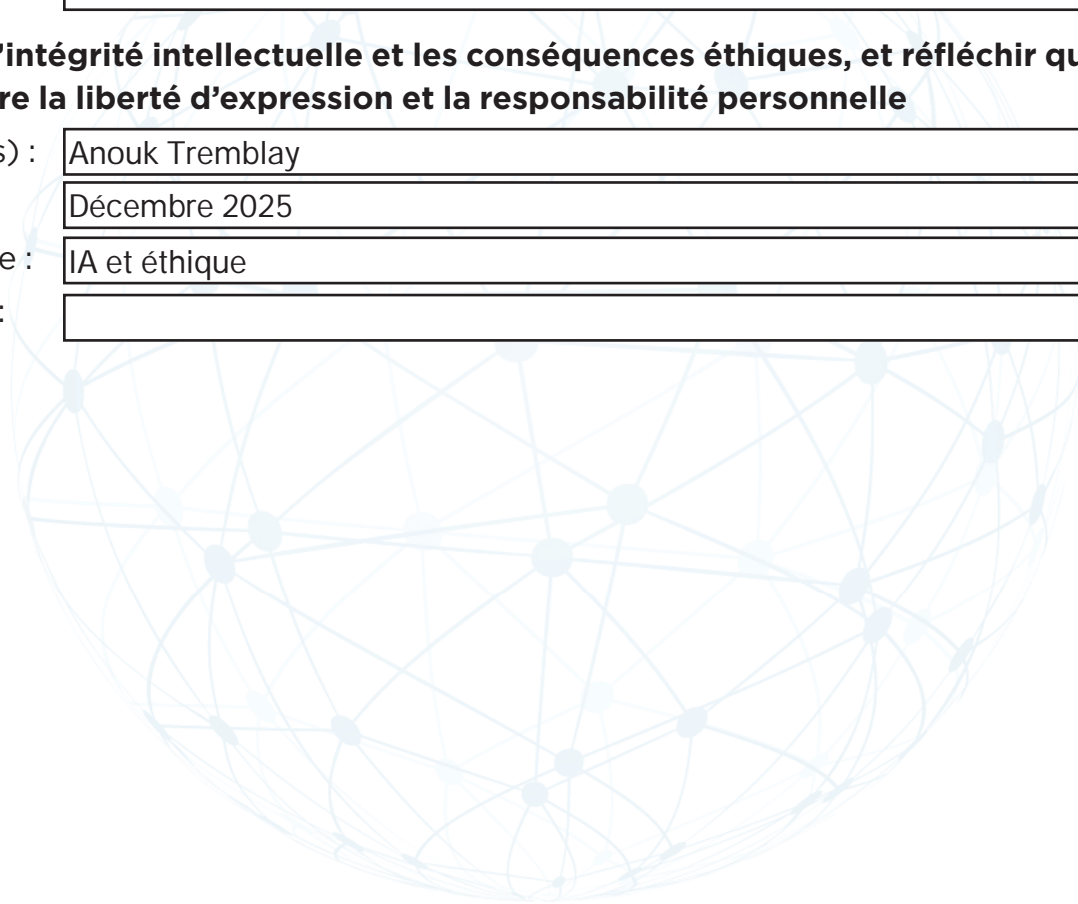 'intégrité intellectuelle et les conséquences éthiques, et réfléchir qu
re la liberté d'expression et la responsabilité personnelle
s) : Anouk Tremblay
Décembre 2025
e : IA et éthique
: